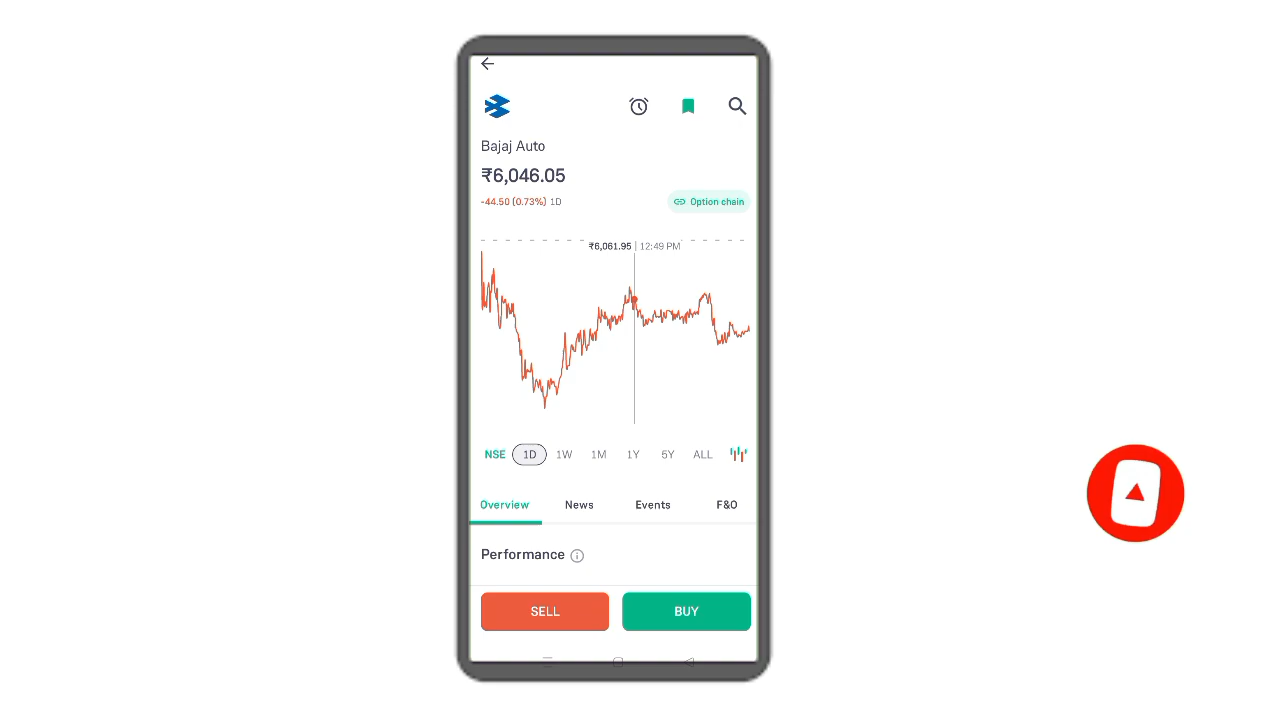 Bajaj Auto
₹6,046.05
-44.50 (0.73%) 1D
Option chain
₹6,061.95 | 12:49 PM
NSE 1D 1W 1M 1Y 5Y ALL
Overview News Events F&O
Performance
SELL BUY